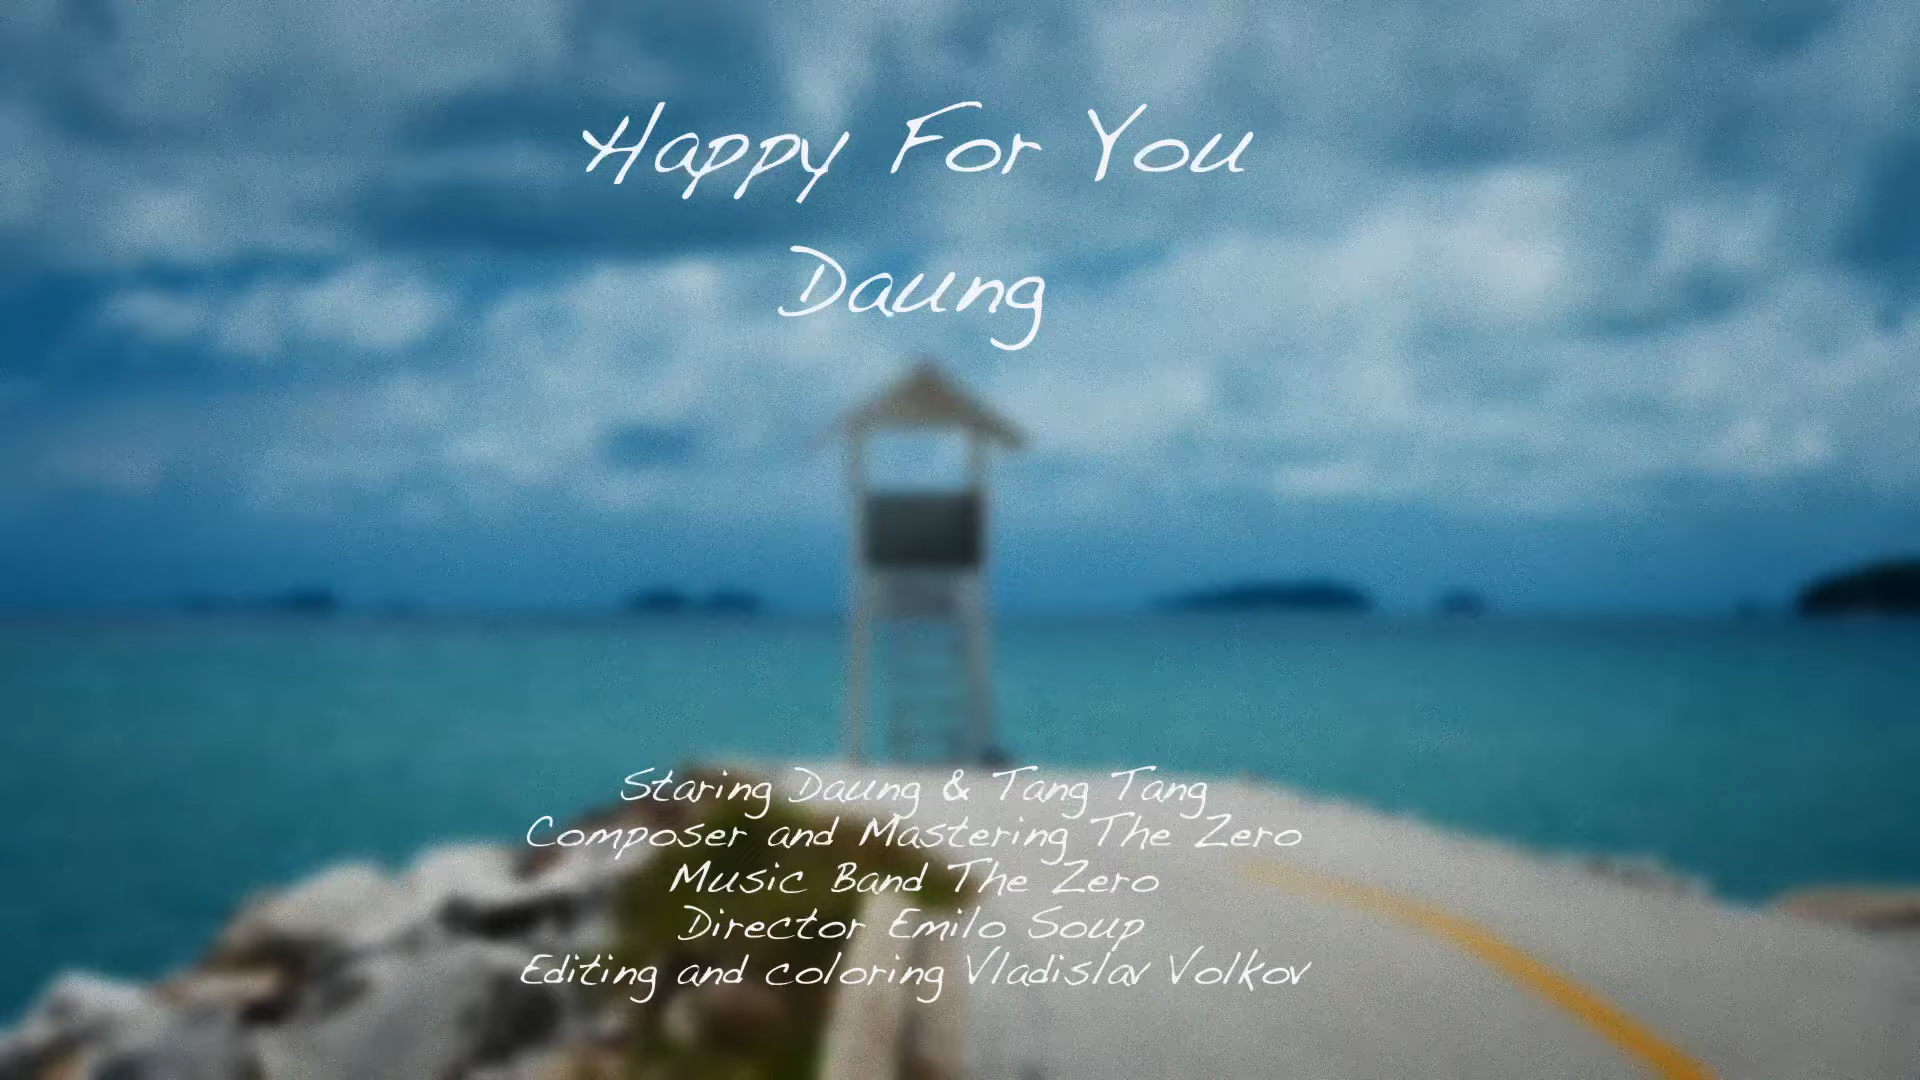 Happy For You
Daung
Staring Daung & Tang Tang
Composer and Mastering The Zero
Music Band The Zero
Director Emilo Soup
Editing and coloring Vladislav Volkov